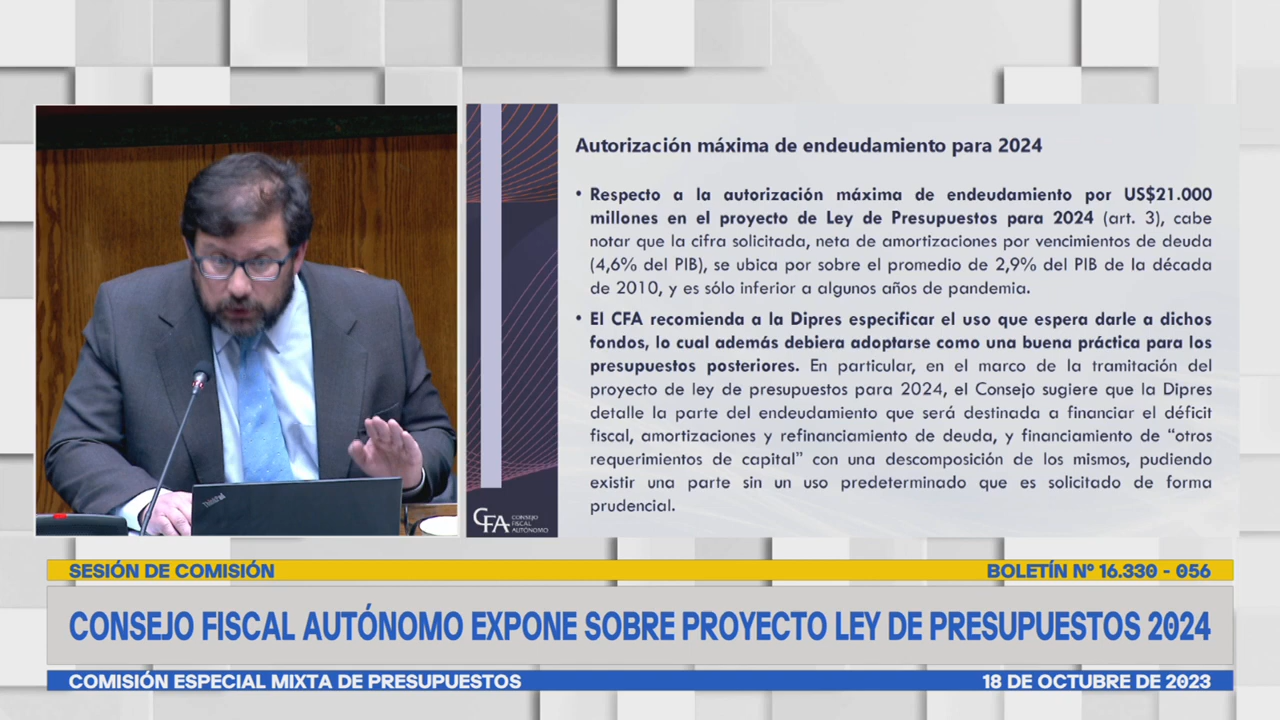 Autorización máxima de endeudamiento para 2024
• Respecto a la autorización máxima de endeudamiento por US$21.000
millones en el proyecto de Ley de Presupuestos para 2024 (art. 3), cabe
notar que la cifra solicitada, neta de amortizaciones por vencimientos de deuda
(4,6% del PIB), se ubica por sobre el promedio de 2,9% del PIB de la década
de 2010, y es sólo inferior a algunos años de pandemia.
• El CFA recomienda a la Dipres especificar el uso que espera darle a dichos
fondos, lo cual además debiera adoptarse como una buena práctica para los
presupuestos posteriores. En particular, en el marco de la tramitación del
proyecto de ley de presupuestos para 2024, el Consejo sugiere que la Dipres
detalle la parte del endeudamiento que será destinada a financiar el déficit
fiscal, amortizaciones y refinanciamiento de deuda, y financiamiento de “otros
requerimientos de capital” con una descomposición de los mismos, pudiendo
existir una parte sin un uso predeterminado que es solicitado de forma
prudencial.
ThinkPad
CFA CONSEJO
FISCAL
AUTÓNOMO
SESIÓN DE COMISIÓN
BOLETÍN N° 16.330 - 056
CONSEJO FISCAL AUTÓNOMO EXPONE SOBRE PROYECTO LEY DE PRESUPUESTOS 2024
COMISIÓN ESPECIAL MIXTA DE PRESUPUESTOS
18 DE OCTUBRE DE 2023